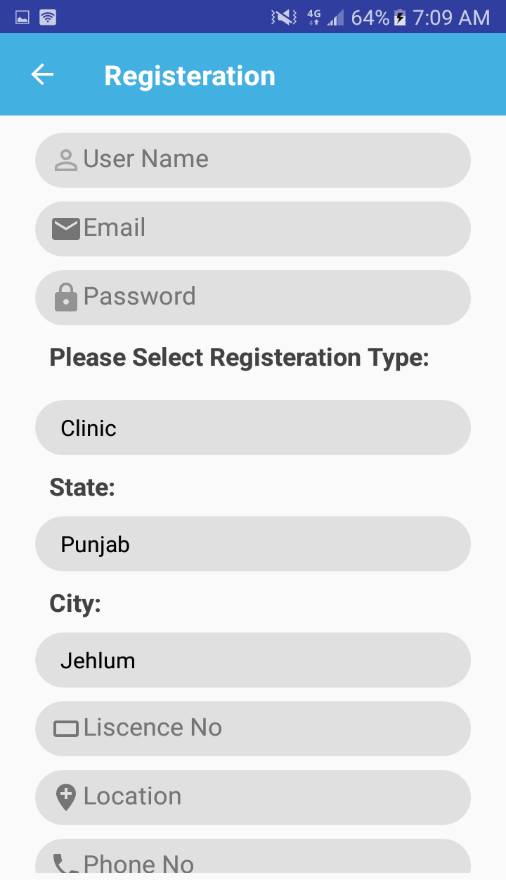 4G 64% 7:09 AM
Registeration
User Name
Email
Password
Please Select Registeration Type:
Clinic
State:
Punjab
City:
Jehlum
Liscence No
Location
Phone No